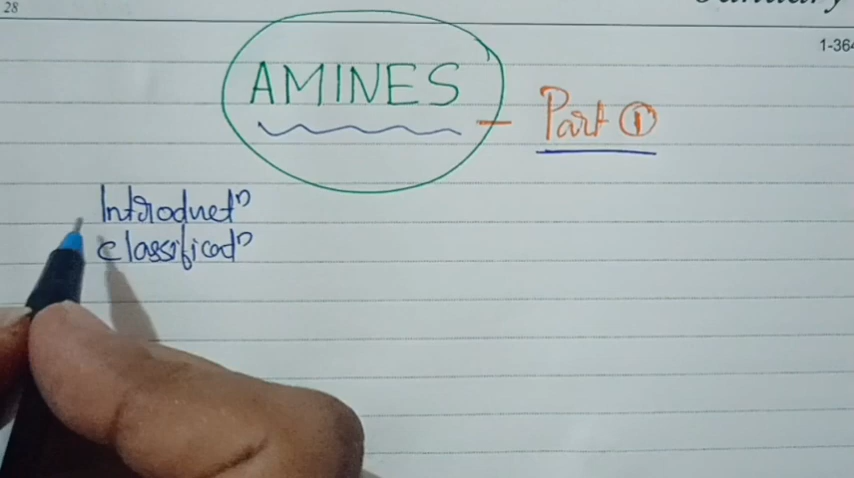 28
1-364
AMINES - Part ①
Introductⁿ
Classificatⁿ